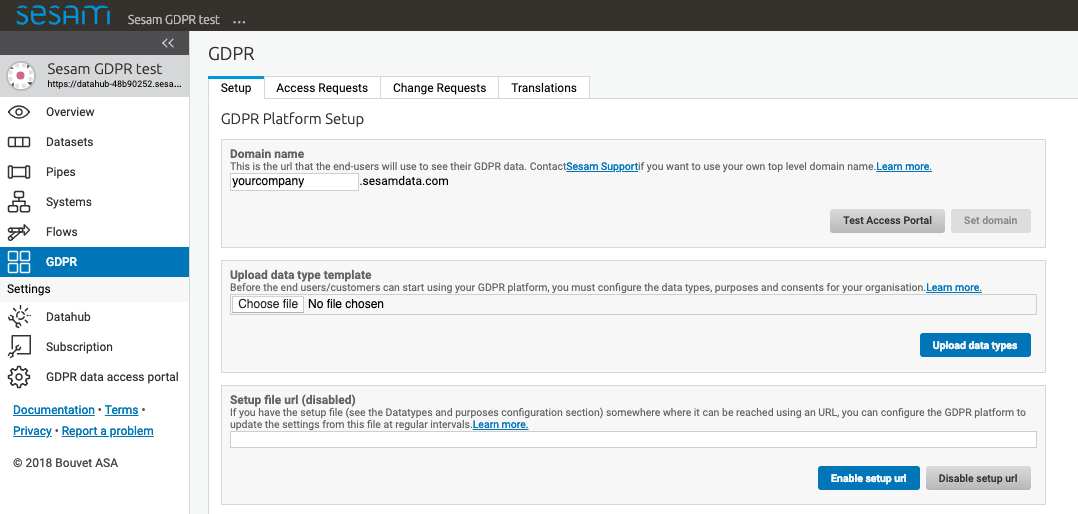 sesam
Sesam GDPR test ...
«
Sesam GDPR test
https://datahub-48b90252.sesa...
Overview
Datasets
Pipes
Systems
Flows
GDPR
Settings
Datahub
Subscription
GDPR data access portal
Documentation • Terms •
Privacy • Report a problem
© 2018 Bouvet ASA
GDPR
Setup Access Requests Change Requests Translations
GDPR Platform Setup
Domain name
This is the url that the end-users will use to see their GDPR data. ContactSesam Supportif you want to use your own top level domain name.Learn more.
yourcompany .sesamdata.com
Test Access Portal Set domain
Upload data type template
Before the end users/customers can start using your GDPR platform, you must configure the data types, purposes and consents for your organisation.Learn more.
Choose file No file chosen
Upload data types
Setup file url (disabled)
If you have the setup file (see the Datatypes and purposes configuration section) somewhere where it can be reached using an URL, you can configure the GDPR platform to
update the settings from this file at regular intervals.Learn more.
Enable setup url Disable setup url